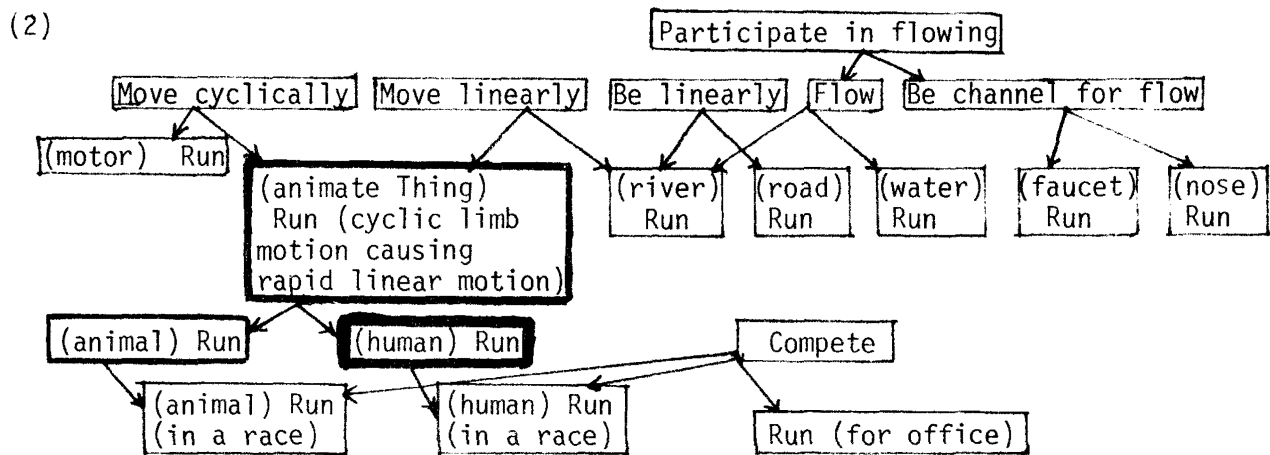 (2)
Participate in flowing
Move cyclically
Move linearly
Be linearly
Flow
Be channel for flow
(motor) Run
(animate Thing)
Run (cyclic limb
motion causing
rapid linear motion)
(river)
Run
(road)
Run
(water)
Run
(faucet)
Run
(nose)
Run
(animal) Run
(human) Run
Compete
(animal) Run
(in a race)
(human) Run
(in a race)
Run (for office)